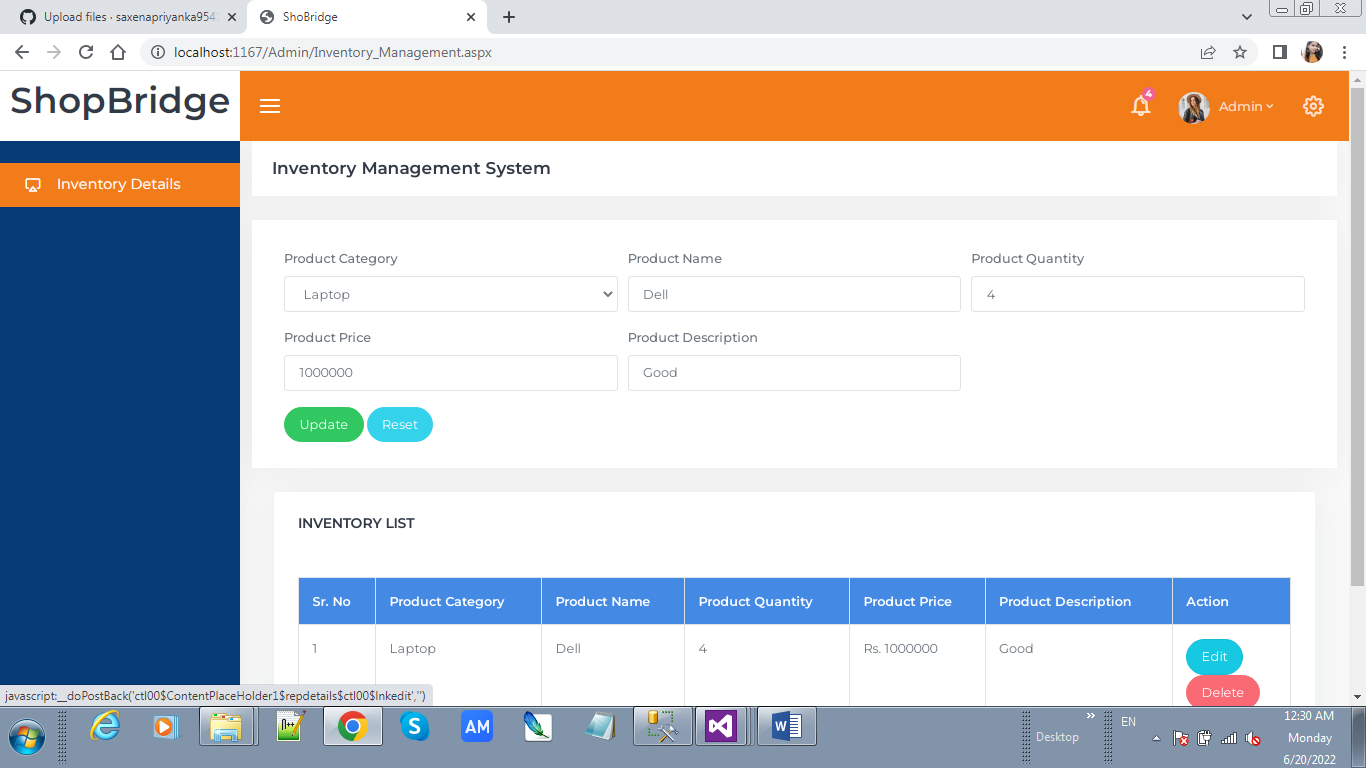 Upload files · saxenapriyanka954
ShoBridge
localhost:1167/Admin/Inventory_Management.aspx
ShopBridge
4
Admin
Inventory Details
Inventory Management System
Product Category
Product Name
Product Quantity
Laptop
Dell
4
Product Price
Product Description
1000000
Good
Update
Reset
INVENTORY LIST
Sr. No
Product Category
Product Name
Product Quantity
Product Price
Product Description
Action
1
Laptop
Dell
4
Rs. 1000000
Good
Edit
Delete
javascript:__doPostBack('ctl00$ContentPlaceHolder1$repdetails$ctl00$lnkedit','')
AM
Desktop
EN
12:30 AM
Monday
6/20/2022